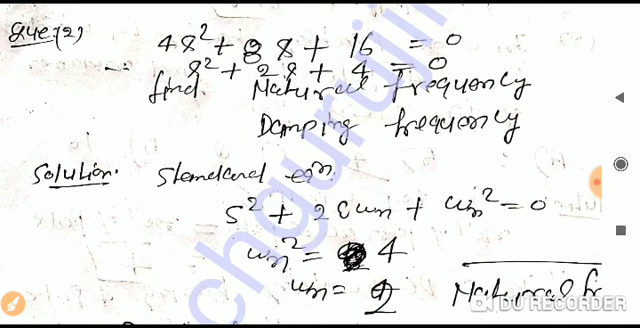 Que.(2) 4s² + 8s + 16 = 0
∴ s² + 2s + 4 = 0
find. Natural Frequency
Damping frequency
Solution. Standard eqn.
s² + 2ξωn + ωn² = 0
ωn² = 4
ωn = 2 Natural fr
chguruji
DU RECORDER